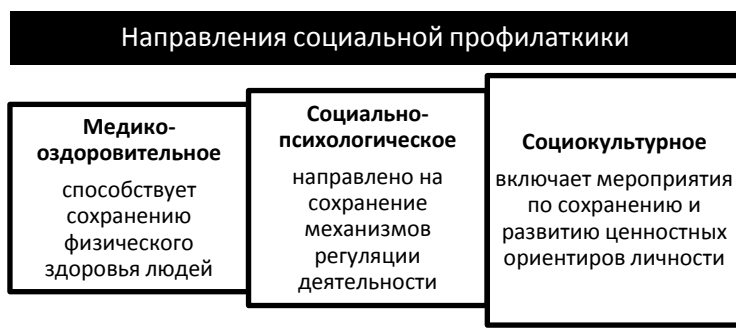 Направления социальной профилаткики
Медико-
оздоровительное
способствует
сохранению
физического
здоровья людей
Социально-
психологическое
направлено на
сохранение
механизмов
регуляции
деятельности
Социокультурное
включает мероприятия
по сохранению и
развитию ценностных
ориентиров личности